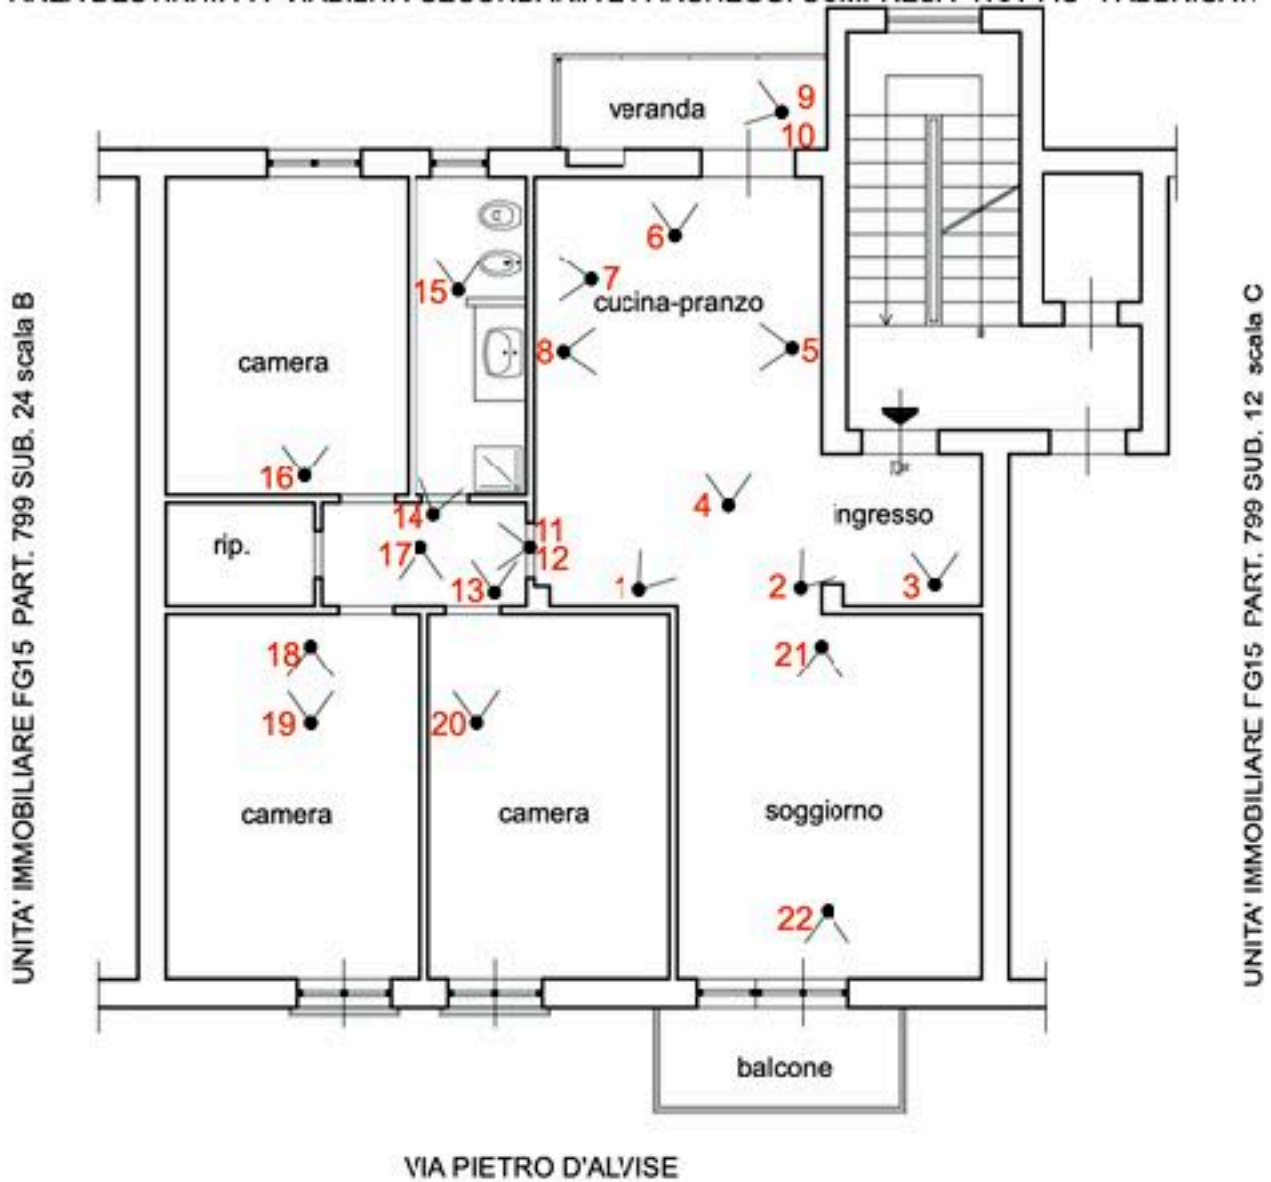 veranda
9
10
6
7
15
cucina-pranzo
8
5
camera
16
4
ingresso
14
11
rip.
17
12
13
1
2
3
18
21
19
20
camera
camera
soggiorno
22
balcone
VIA PIETRO D'ALVISE
UNITA' IMMOBILIARE FG15 PART. 799 SUB. 24 scala B
UNITA' IMMOBILIARE FG15 PART. 799 SUB. 12 scala C